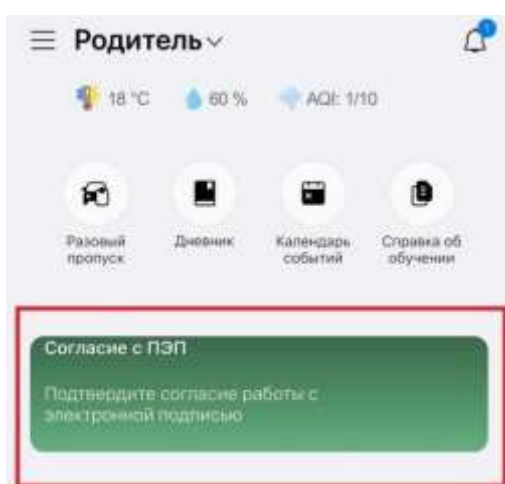 Родитель
1
18 °C 60 % AQI: 1/10
Разовый пропуск
Дневник
Календарь событий
Справка об обучении
Согласие с ПЭП
Подтвердите согласие работы с
электронной подписью